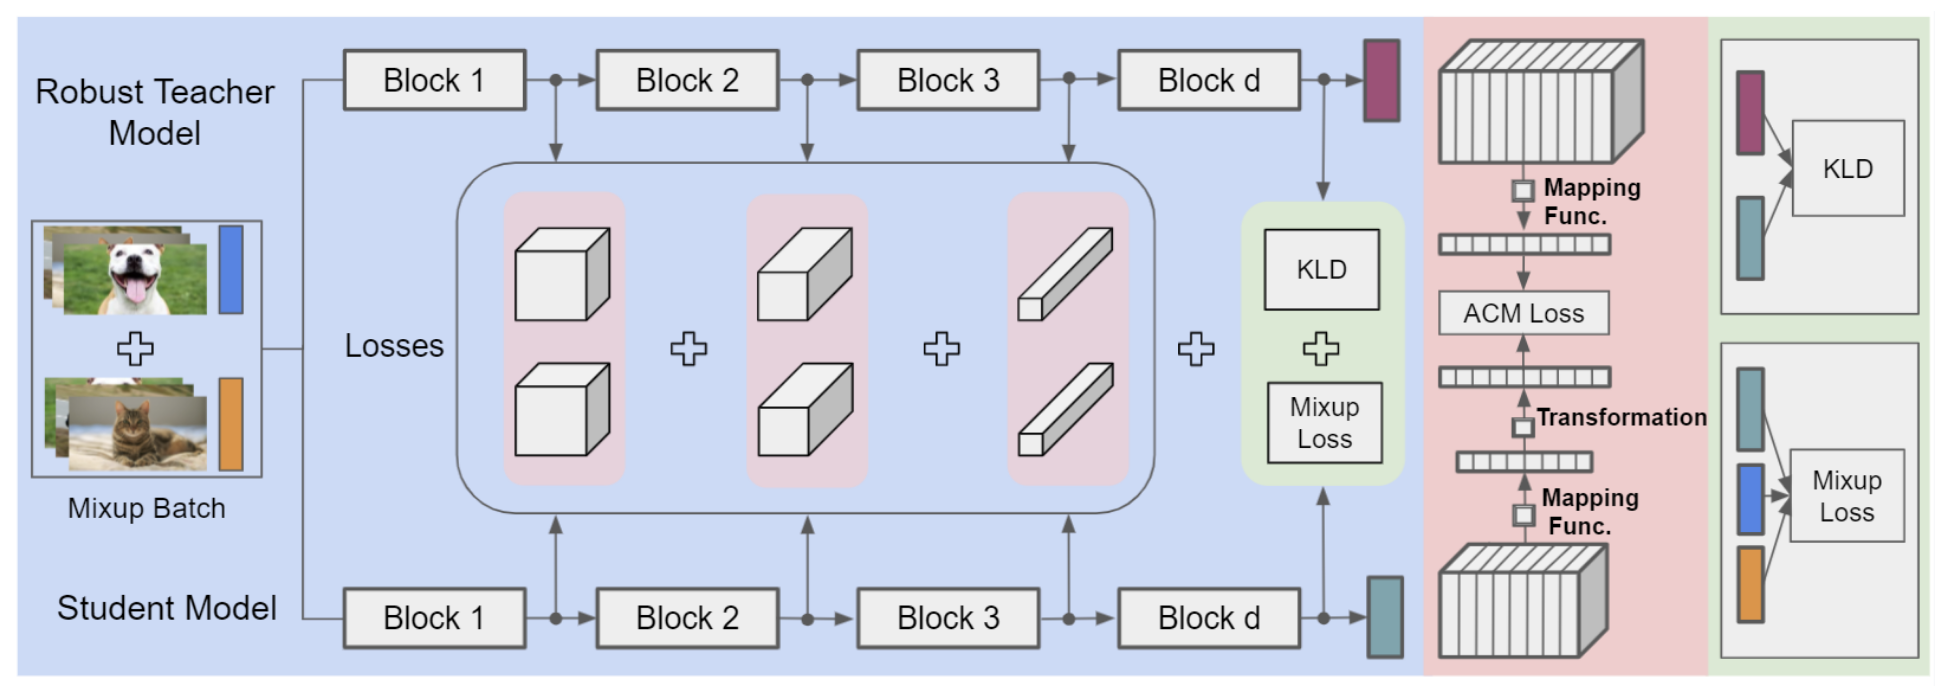 Robust Teacher
Model
Block 1
Block 2
Block 3
Block d
Mixup Batch
Losses
KLD
Mixup
Loss
Student Model
Block 1
Block 2
Block 3
Block d
Mapping
Func.
ACM Loss
Transformation
Mapping
Func.
KLD
Mixup
Loss